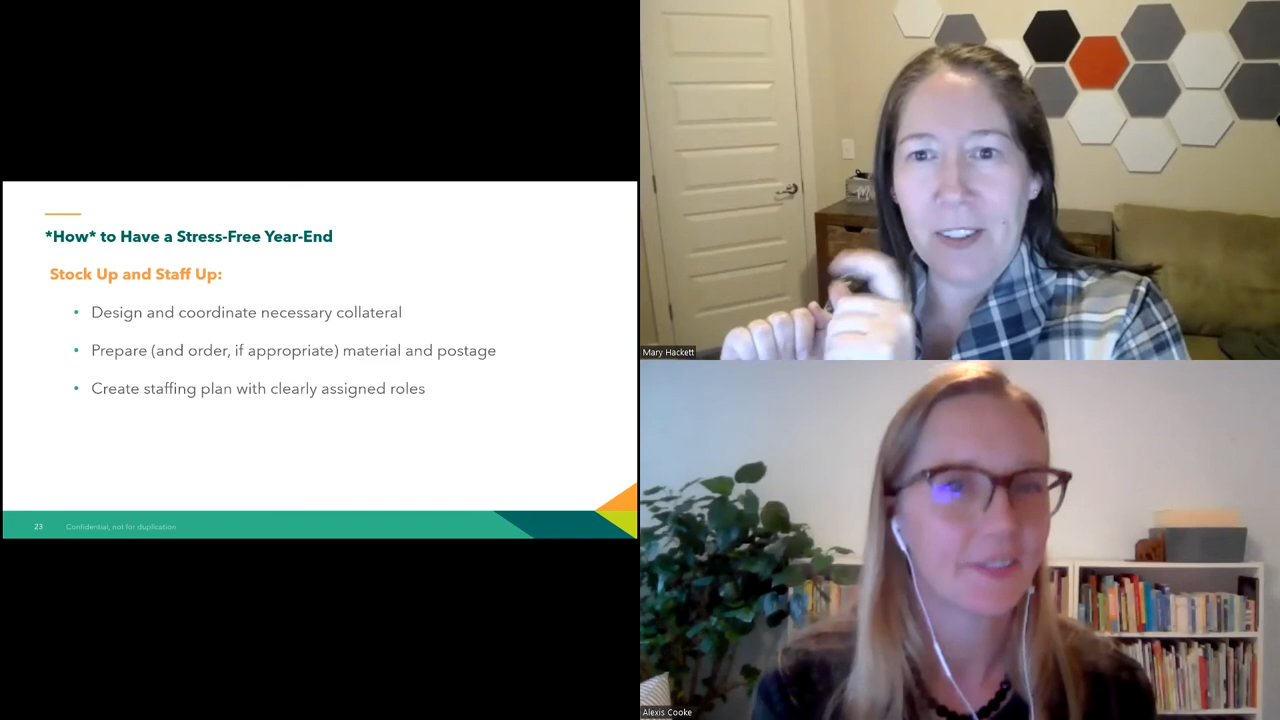 *How* to Have a Stress-Free Year-End
Stock Up and Staff Up:
• Design and coordinate necessary collateral
• Prepare (and order, if appropriate) material and postage
• Create staffing plan with clearly assigned roles
23 Confidential, not for duplication
Mary Hackett
Alexis Cooke